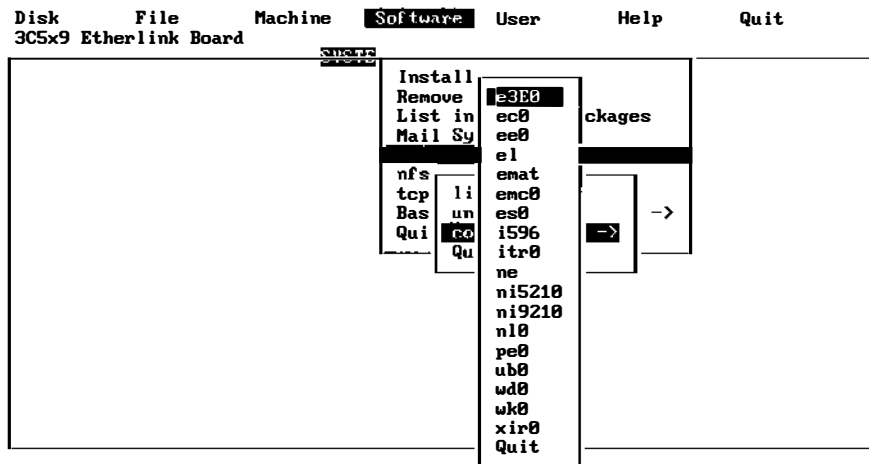 Disk File Machine Software User Help Quit
3C5x9 Etherlink Board
SYSTE
Install
Remove e3E0
List in ec0 ckages
Mail Sy ee0
el
nfs emat
tcp li emc0
Bas un es0 ->
Qui co i596 ->
Qu itr0
ne
ni5210
ni9210
nl0
pe0
ub0
wd0
wk0
xir0
Quit